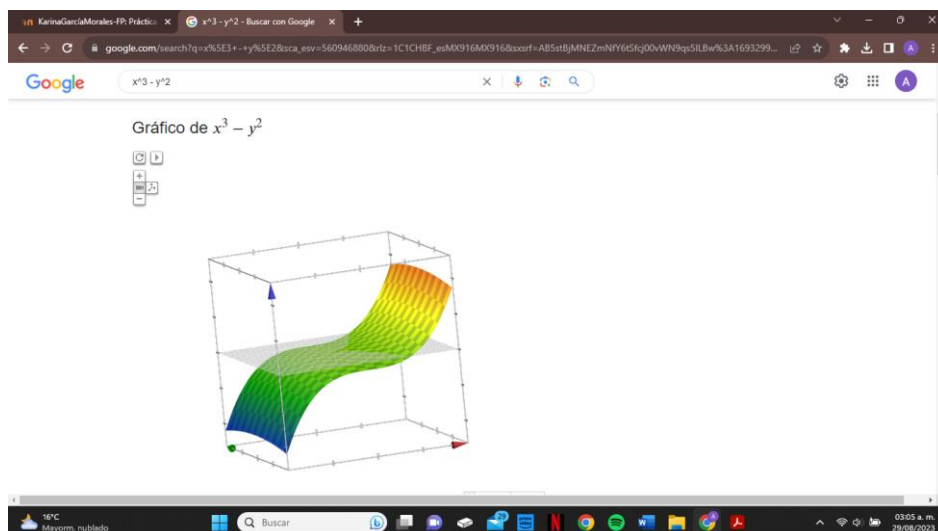 KarinaGarcíaMorales-FP: Práctica
x^3 - y^2 - Buscar con Google
google.com/search?q=x%5E3+-+y%5E2&sca_esv=560946880&rlz=1C1CHBF_esMX916MX916&sxsrf=AB5stBjMNEZmNfY6tSfcj00vWN9qs5ILBw%3A1693299...
A
Google
x^3 - y^2
A
Gráfico de x³ – y²
16°C
Mayorm. nublado
Buscar
29
03:05 a. m.
29/08/2023